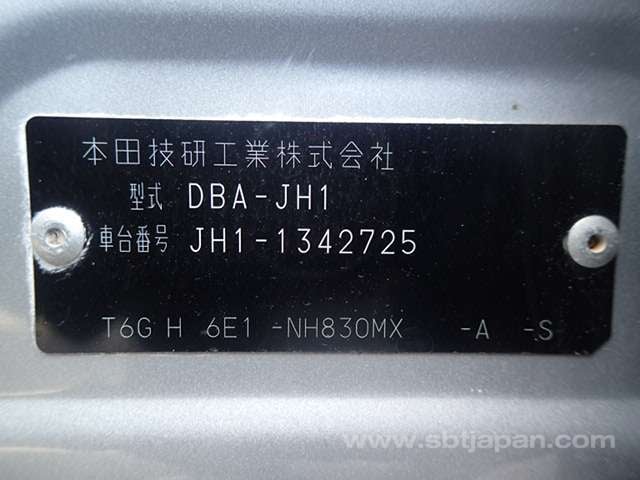 本田技研工業株式会社
型式 DBA-JH1
車台番号 JH1-1342725
T6G H 6E1 -NH830MX -A -S
www.sbtjapan.com